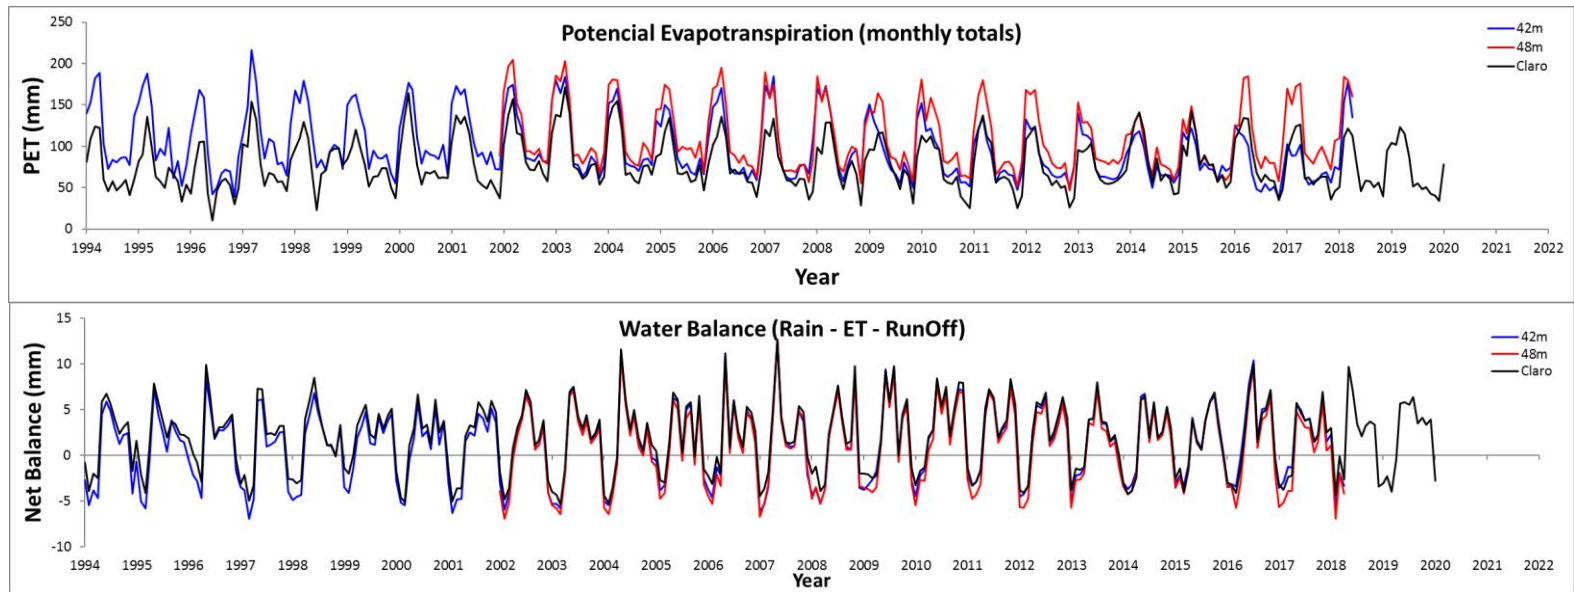 Potencial Evapotranspiration (monthly totals)
42m
48m
Claro
PET (mm)
250
200
150
100
50
0
1994 1995 1996 1997 1998 1999 2000 2001 2002 2003 2004 2005 2006 2007 2008 2009 2010 2011 2012 2013 2014 2015 2016 2017 2018 2019 2020 2021 2022
Year
Water Balance (Rain - ET - RunOff)
42m
48m
Claro
Net Balance (mm)
15
10
5
0
-5
-10
1994 1995 1996 1997 1998 1999 2000 2001 2002 2003 2004 2005 2006 2007 2008 2009 2010 2011 2012 2013 2014 2015 2016 2017 2018 2019 2020 2021 2022
Year